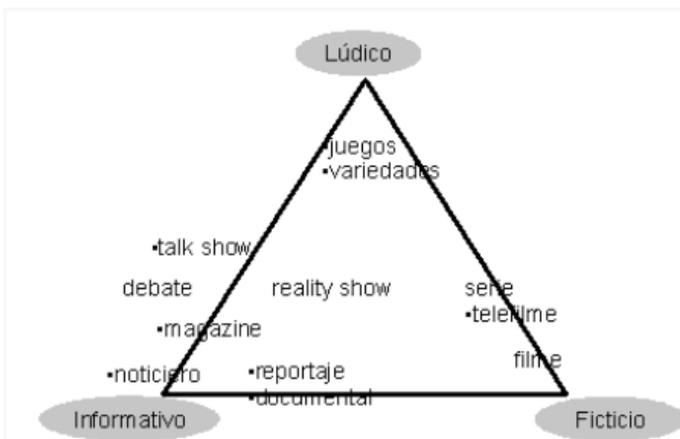 Lúdico
•juegos
•variedades
•talk show
debate
reality show
serie
•telefilme
•magazine
filme
•noticiero
•reportaje
•documental
Informativo
Ficticio